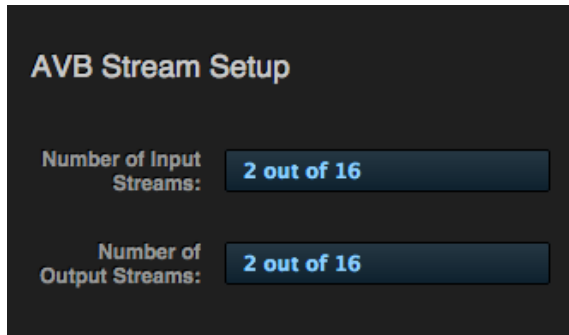 AVB Stream Setup
Number of Input
Streams:
2 out of 16
Number of
Output Streams:
2 out of 16